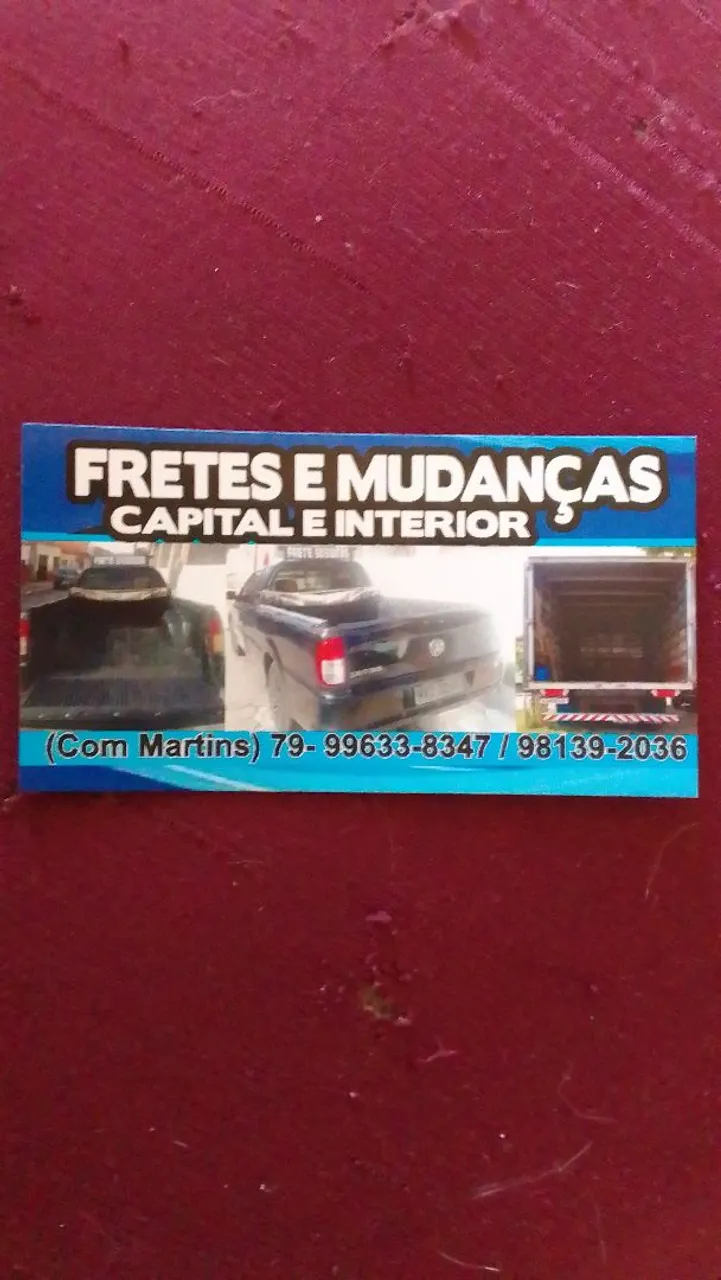 FRETES E MUDANÇAS
CAPITAL E INTERIOR
(Com Martins) 79- 99633-8347 / 98139-2036